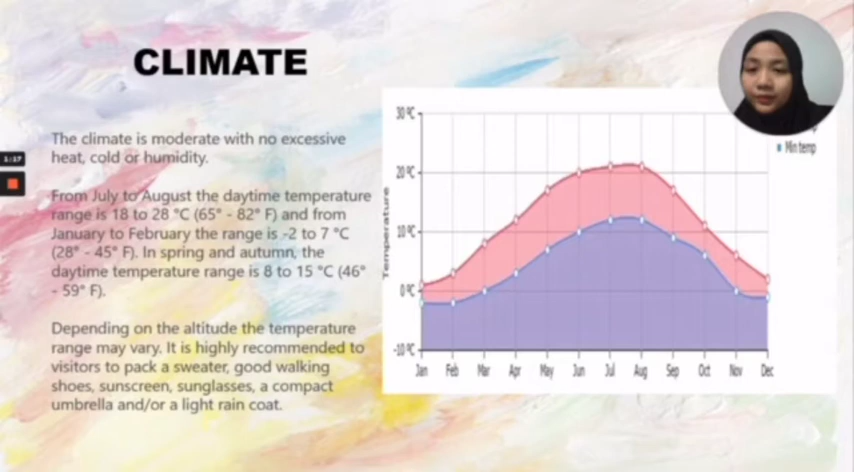 CLIMATE
The climate is moderate with no excessive
heat, cold or humidity.
From July to August the daytime temperature
range is 18 to 28 °C (65° - 82° F) and from
January to February the range is -2 to 7 °C
(28° - 45° F). In spring and autumn, the
daytime temperature range is 8 to 15 °C (46°
- 59° F).
Depending on the altitude the temperature
range may vary. It is highly recommended to
visitors to pack a sweater, good walking
shoes, sunscreen, sunglasses, a compact
umbrella and/or a light rain coat.
1:17
Temperature
30 °C
20 °C
10 °C
0 °C
-10 °C
Jan Feb Mar Apr May Jun Jul Aug Sep Oct Nov Dec
Min temp